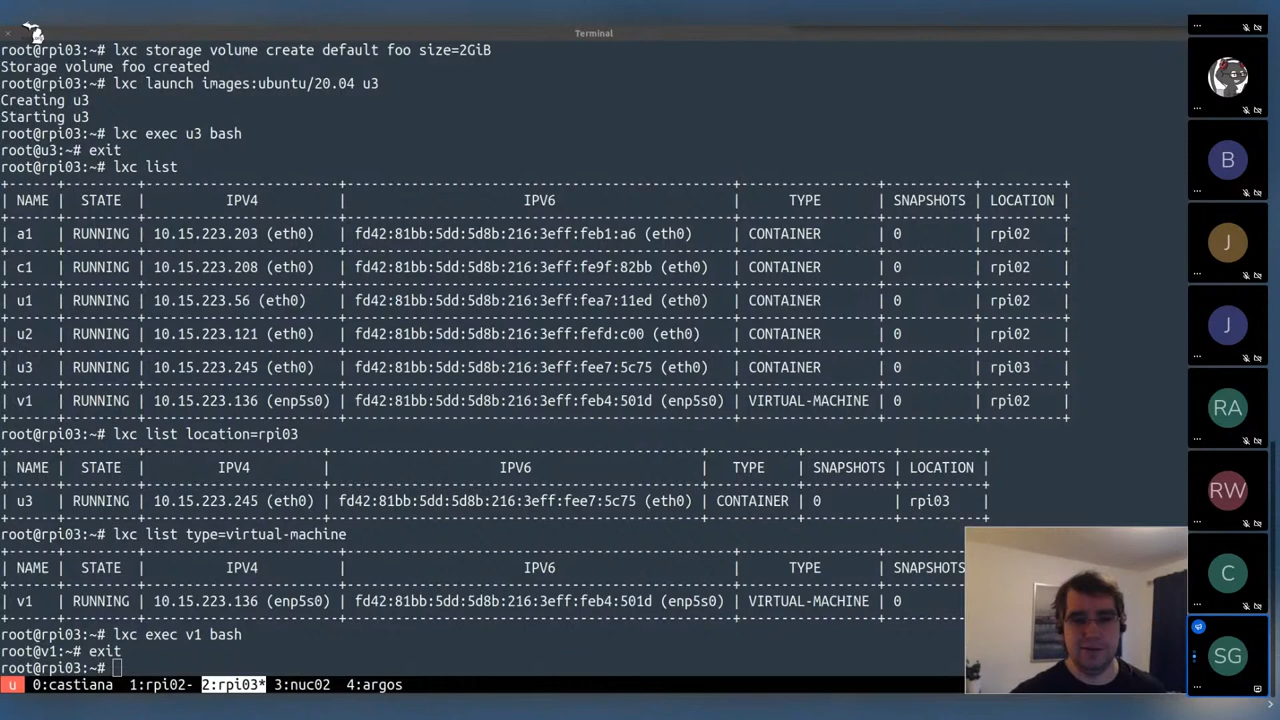 Terminal
root@rpi03:~# lxc storage volume create default foo size=2GiB
Storage volume foo created
root@rpi03:~# lxc launch images:ubuntu/20.04 u3
Creating u3
Starting u3
root@rpi03:~# lxc exec u3 bash
root@u3:~# exit
root@rpi03:~# lxc list
| NAME | STATE | IPV4 | IPV6 | TYPE | SNAPSHOTS | LOCATION |
| a1 | RUNNING | 10.15.223.203 (eth0) | fd42:81bb:5dd:5d8b:216:3eff:feb1:a6 (eth0) | CONTAINER | 0 | rpi02 |
| c1 | RUNNING | 10.15.223.208 (eth0) | fd42:81bb:5dd:5d8b:216:3eff:fe9f:82bb (eth0) | CONTAINER | 0 | rpi02 |
| u1 | RUNNING | 10.15.223.56 (eth0) | fd42:81bb:5dd:5d8b:216:3eff:fea7:11ed (eth0) | CONTAINER | 0 | rpi02 |
| u2 | RUNNING | 10.15.223.121 (eth0) | fd42:81bb:5dd:5d8b:216:3eff:fefd:c00 (eth0) | CONTAINER | 0 | rpi02 |
| u3 | RUNNING | 10.15.223.245 (eth0) | fd42:81bb:5dd:5d8b:216:3eff:fee7:5c75 (eth0) | CONTAINER | 0 | rpi03 |
| v1 | RUNNING | 10.15.223.136 (enp5s0) | fd42:81bb:5dd:5d8b:216:3eff:feb4:501d (enp5s0) | VIRTUAL-MACHINE | 0 | rpi02 |
root@rpi03:~# lxc list location=rpi03
| NAME | STATE | IPV4 | IPV6 | TYPE | SNAPSHOTS | LOCATION |
| u3 | RUNNING | 10.15.223.245 (eth0) | fd42:81bb:5dd:5d8b:216:3eff:fee7:5c75 (eth0) | CONTAINER | 0 | rpi03 |
root@rpi03:~# lxc list type=virtual-machine
| NAME | STATE | IPV4 | IPV6 | TYPE | SNAPSHOTS
| v1 | RUNNING | 10.15.223.136 (enp5s0) | fd42:81bb:5dd:5d8b:216:3eff:feb4:501d (enp5s0) | VIRTUAL-MACHINE | 0
root@rpi03:~# lxc exec v1 bash
root@v1:~# exit
root@rpi03:~#
u 0:castiana 1:rpi02- 2:rpi03* 3:nuc02 4:argos
B
J
J
RA
RW
C
SG